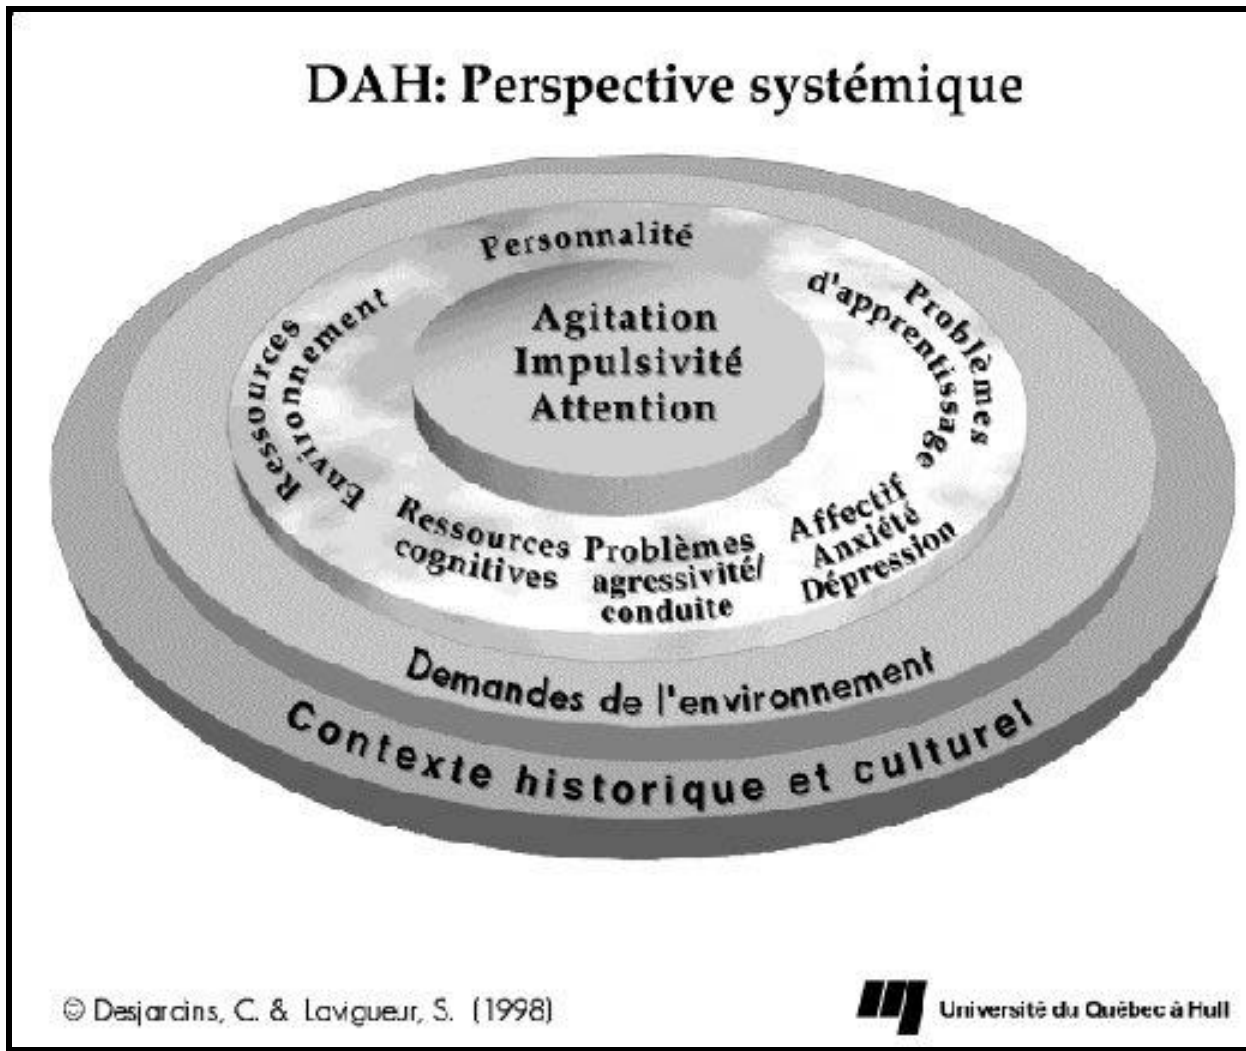 DAH: Perspective systémique
Personnalité
Problèmes
d'apprentissage
Ressources
Environnement
Agitation
Impulsivité
Attention
Ressources
cognitives
Problèmes
agressivité/
conduite
Affectif
Anxiété
Dépression
Demandes de l'environnement
Contexte historique et culturel
© Desjardins, C. & Lavigueur, S. (1998)
Université du Québec à Hull